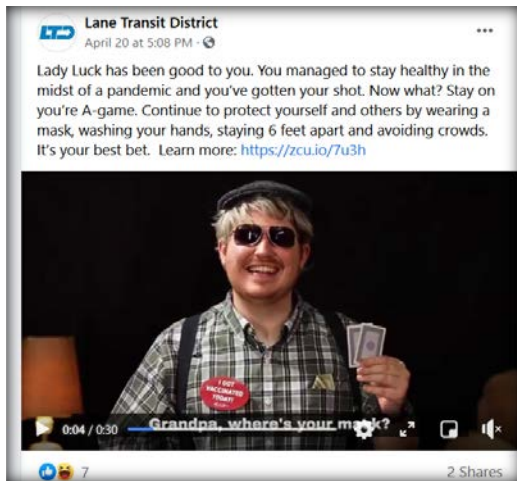 LTD
Lane Transit District
April 20 at 5:08 PM ·
Lady Luck has been good to you. You managed to stay healthy in the
midst of a pandemic and you've gotten your shot. Now what? Stay on
you're A-game. Continue to protect yourself and others by wearing a
mask, washing your hands, staying 6 feet apart and avoiding crowds.
It's your best bet. Learn more: https://zcu.io/7u3h
I GOT
VACCINATED
TODAY!
0:04 / 0:30
Grandpa, where's your mask?
7
2 Shares